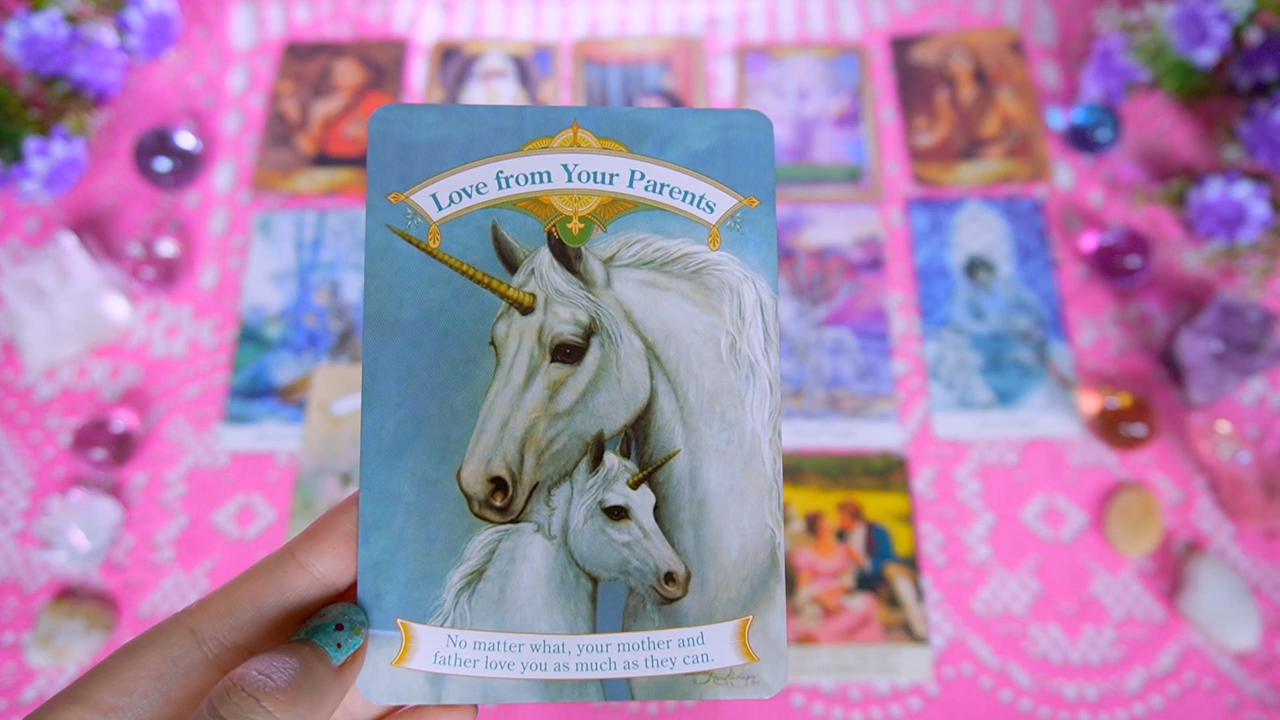 Love from Your Parents
No matter what, your mother and
father love you as much as they can.